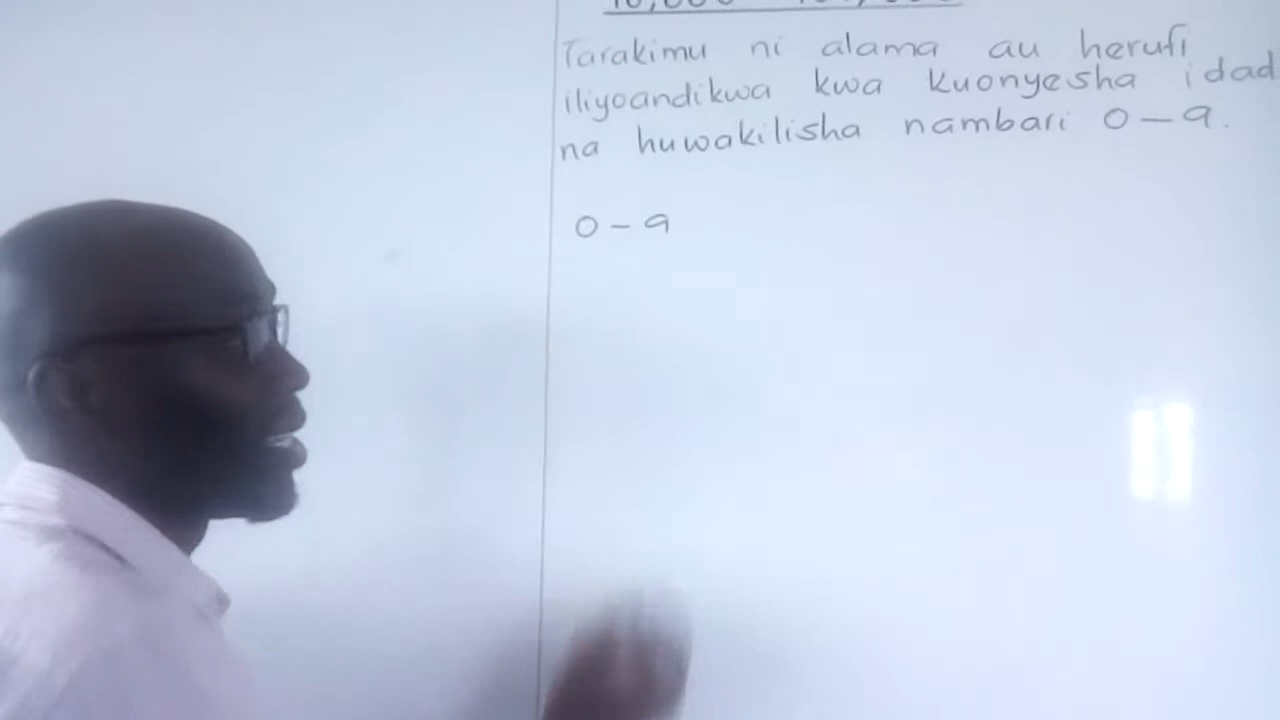 Tarakimu ni alama au herufi
iliyoandikwa kwa kuonyesha idad
na huwakilisha nambari 0 – 9.
0 – 9